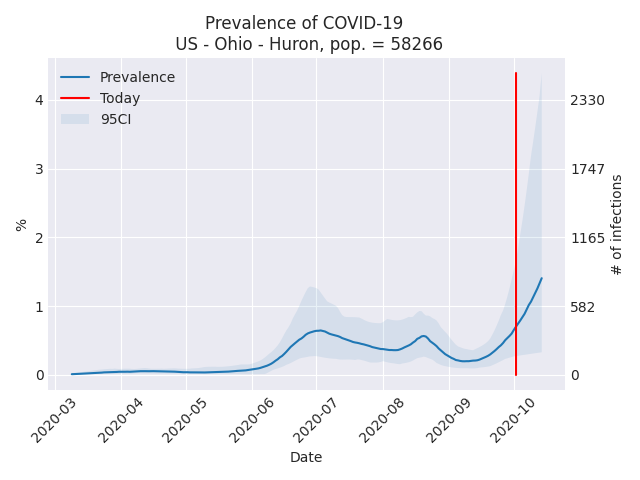 Prevalence of COVID-19
US - Ohio - Huron, pop. = 58266
Prevalence
Today
95CI
%
4
3
2
1
0
2330
1747
1165
582
0
# of infections
2020-03
2020-04
2020-05
2020-06
2020-07
2020-08
2020-09
2020-10
Date